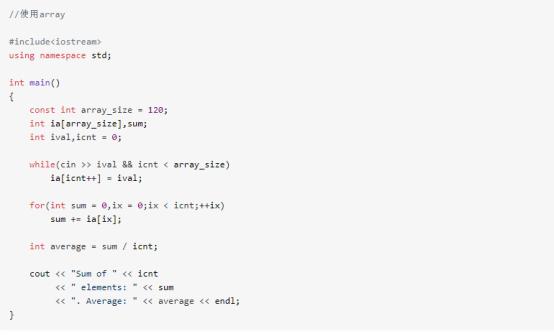 //使用array
#include<iostream>
using namespace std;
int main()
{
    const int array_size = 120;
    int ia[array_size],sum;
    int ival,icnt = 0;
    while(cin >> ival && icnt < array_size)
        ia[icnt++] = ival;
    for(int sum = 0,ix = 0;ix < icnt;++ix)
        sum += ia[ix];
    int average = sum / icnt;
    cout << "Sum of " << icnt
         << " elements: " << sum
         << ". Average: " << average << endl;
}